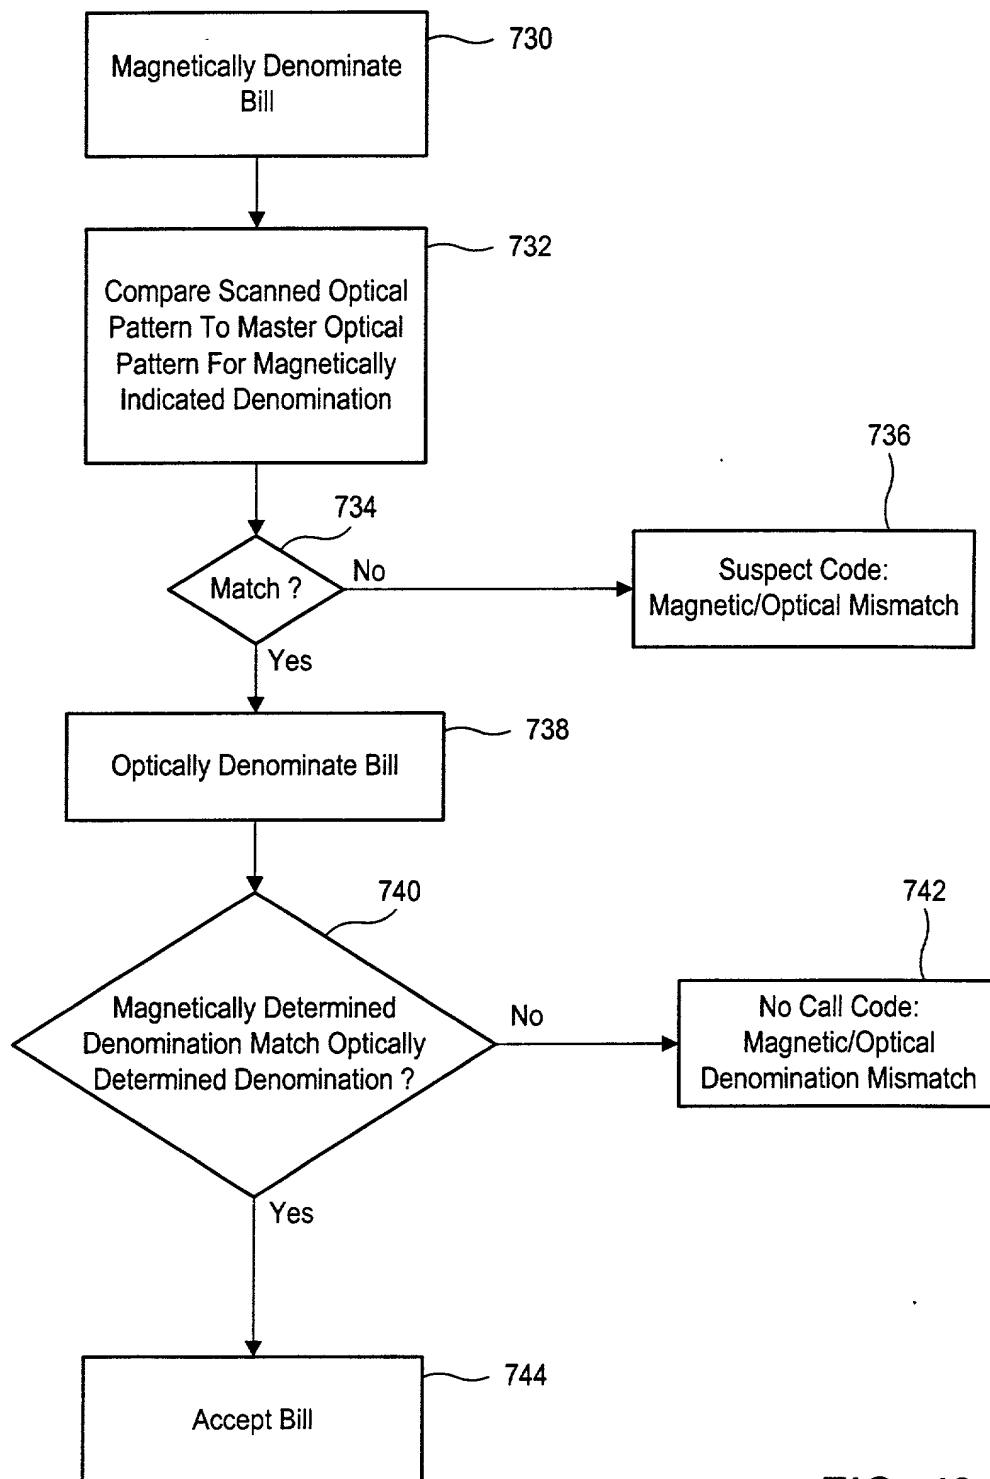 730
Magnetically Denominate
Bill
732
Compare Scanned Optical
Pattern To Master Optical
Pattern For Magnetically
Indicated Denomination
734
Match ?
No
736
Suspect Code:
Magnetic/Optical Mismatch
Yes
738
Optically Denominate Bill
740
Magnetically Determined
Denomination Match Optically
Determined Denomination ?
No
742
No Call Code:
Magnetic/Optical
Denomination Mismatch
Yes
744
Accept Bill